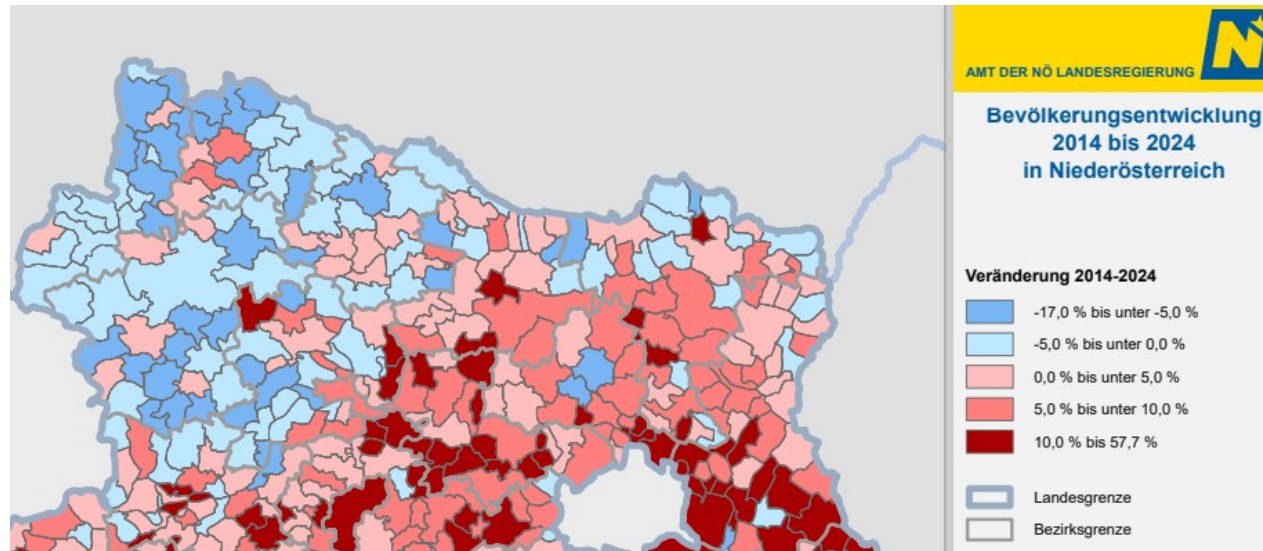 AMT DER NÖ LANDESREGIERUNG
N
Bevölkerungsentwicklung
2014 bis 2024
in Niederösterreich
Veränderung 2014-2024
-17,0 % bis unter -5,0 %
-5,0 % bis unter 0,0 %
0,0 % bis unter 5,0 %
5,0 % bis unter 10,0 %
10,0 % bis 57,7 %
Landesgrenze
Bezirksgrenze